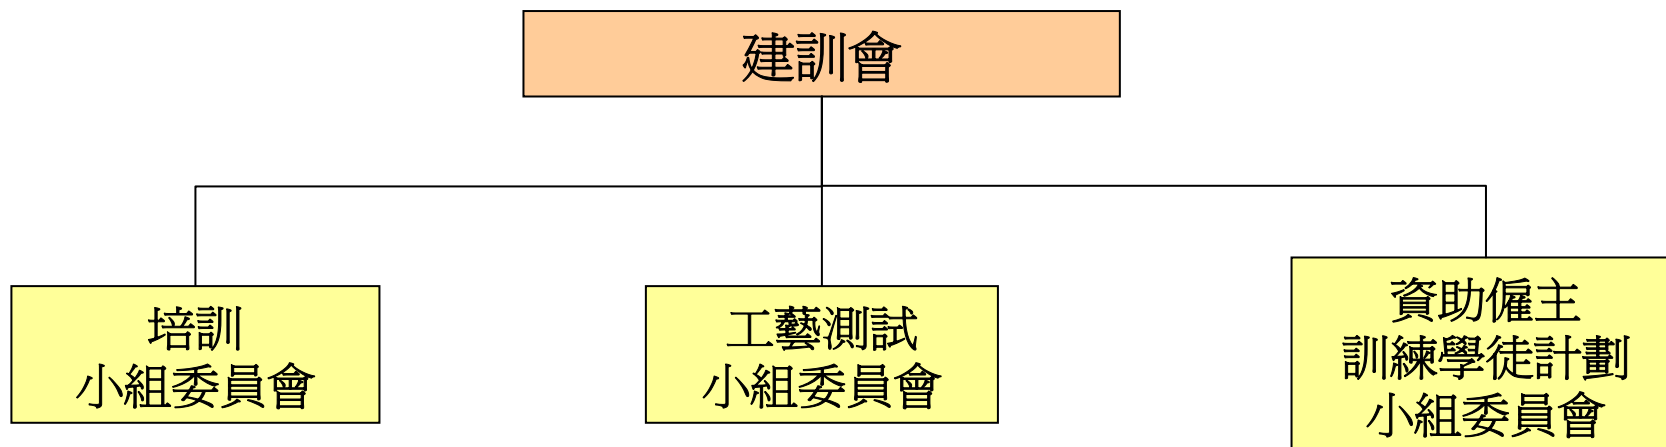 建訓會
培訓
小組委員會
工藝測試
小組委員會
資助僱主
訓練學徒計劃
小組委員會